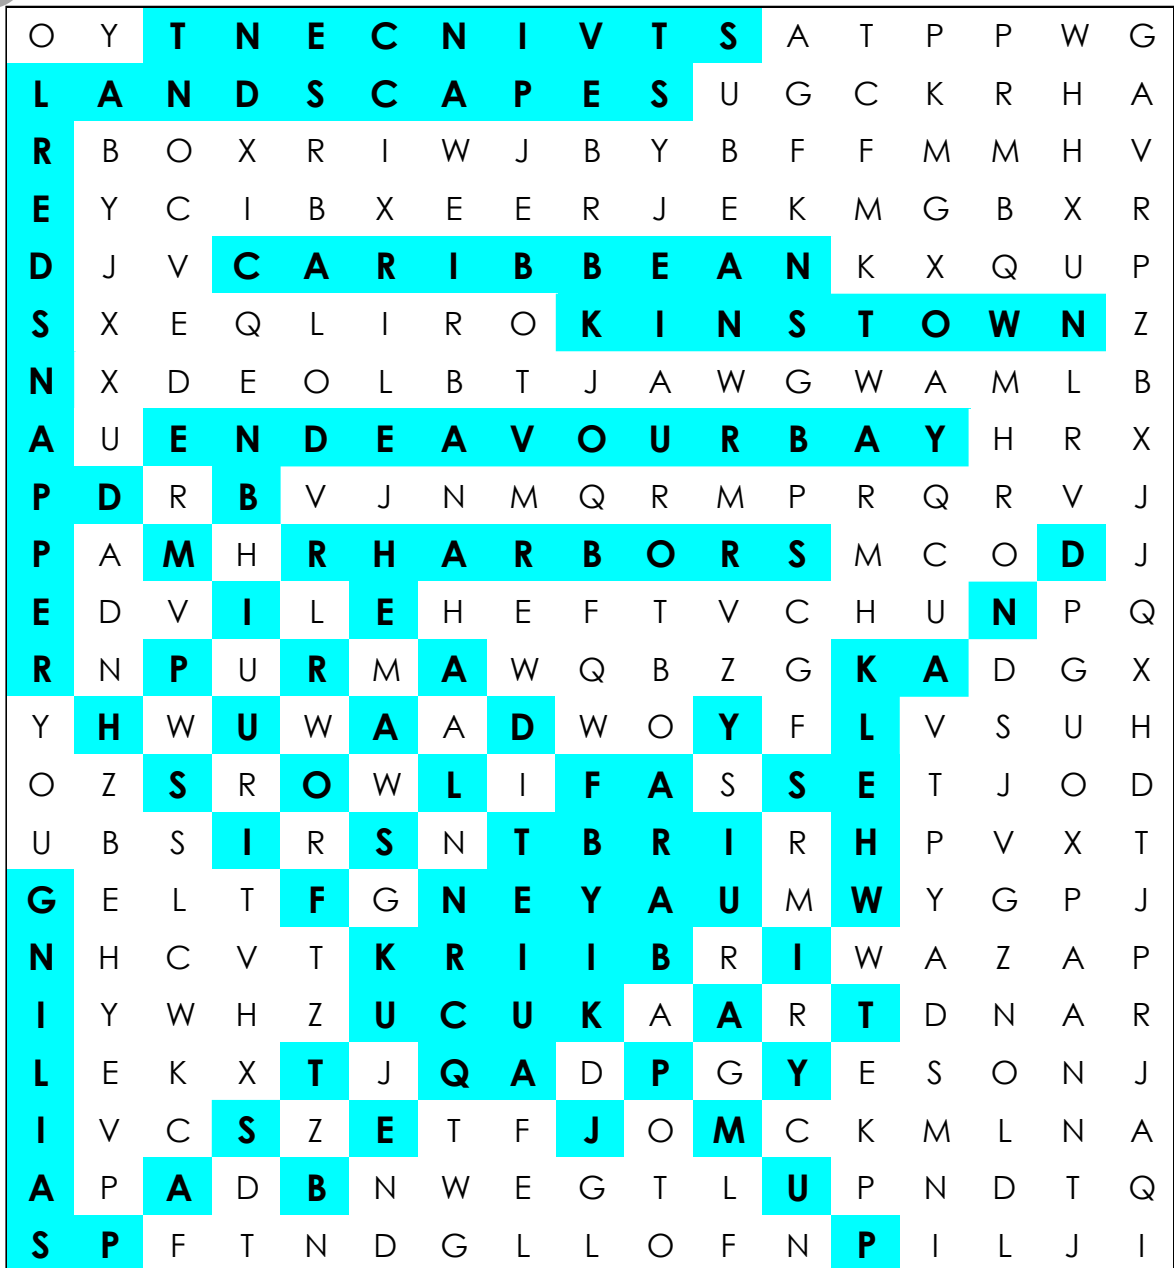 O Y T N E C N I V T S A T P P W G
L A N D S C A P E S U G C K R H A
R B O X R I W J B Y B F F M M H V
E Y C I B X E E R J E K M G B X R
D J V C A R I B B E A N K X Q U P
S X E Q L I R O K I N S T O W N Z
N X D E O L B T J A W G W A M L B
A U E N D E A V O U R B A Y H R X
P D R B V J N M Q R M P R Q R V J
P A M H R H A R B O R S M C O D J
E D V I L E H E F T V C H U N P Q
R N P U R M A W Q B Z G K A D G X
Y H W U W A A D W O Y F L V S U H
O Z S R O W L I F A S S E T J O D
U B S I R S N T B R I R H P V X T
G E L T F G N E Y A U M W Y G P J
N H C V T K R I I B R I W A Z A P
I Y W H Z U C U K A A R T D N A R
L E K X T J Q A D P G Y E S O N J
I V C S Z E T F J O M C K M L N A
A P A D B N W E G T L U P N D T Q
S P F T N D G L L O F N P I L J I